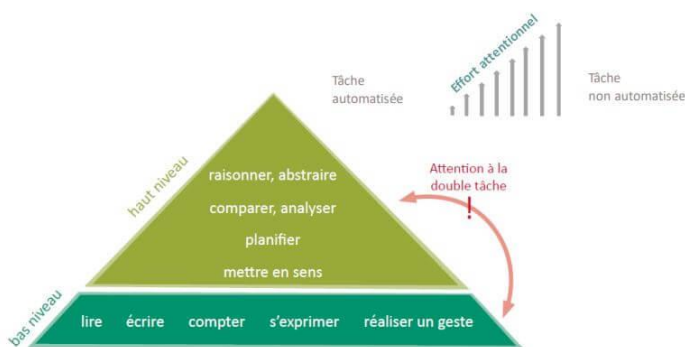 Effort attentionnel
Tâche
automatisée
Tâche
non automatisée
haut niveau
raisonner, abstraire
comparer, analyser
planifier
mettre en sens
Attention à la
double tâche
!
bas niveau
lire écrire compter s'exprimer réaliser un geste